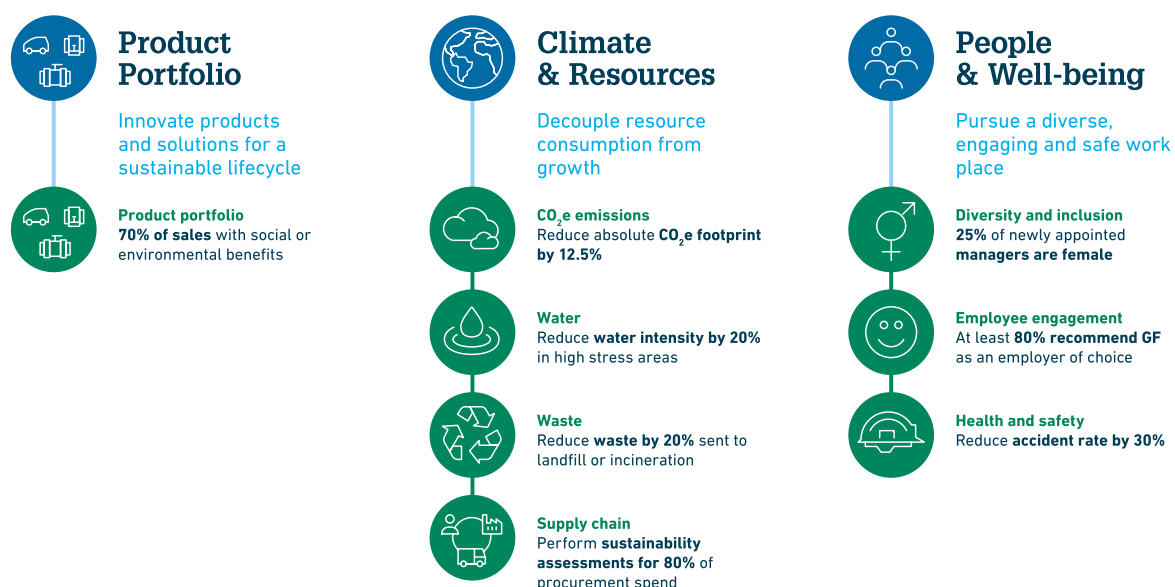 Product
Portfolio
Innovate products
and solutions for a
sustainable lifecycle
Product portfolio
70% of sales with social or
environmental benefits
Climate
& Resources
Decouple resource
consumption from
growth
CO₂e emissions
Reduce absolute CO₂e footprint
by 12.5%
Water
Reduce water intensity by 20%
in high stress areas
Waste
Reduce waste by 20% sent to
landfill or incineration
Supply chain
Perform sustainability
assessments for 80% of
procurement spend
People
& Well-being
Pursue a diverse,
engaging and safe work
place
Diversity and inclusion
25% of newly appointed
managers are female
Employee engagement
At least 80% recommend GF
as an employer of choice
Health and safety
Reduce accident rate by 30%